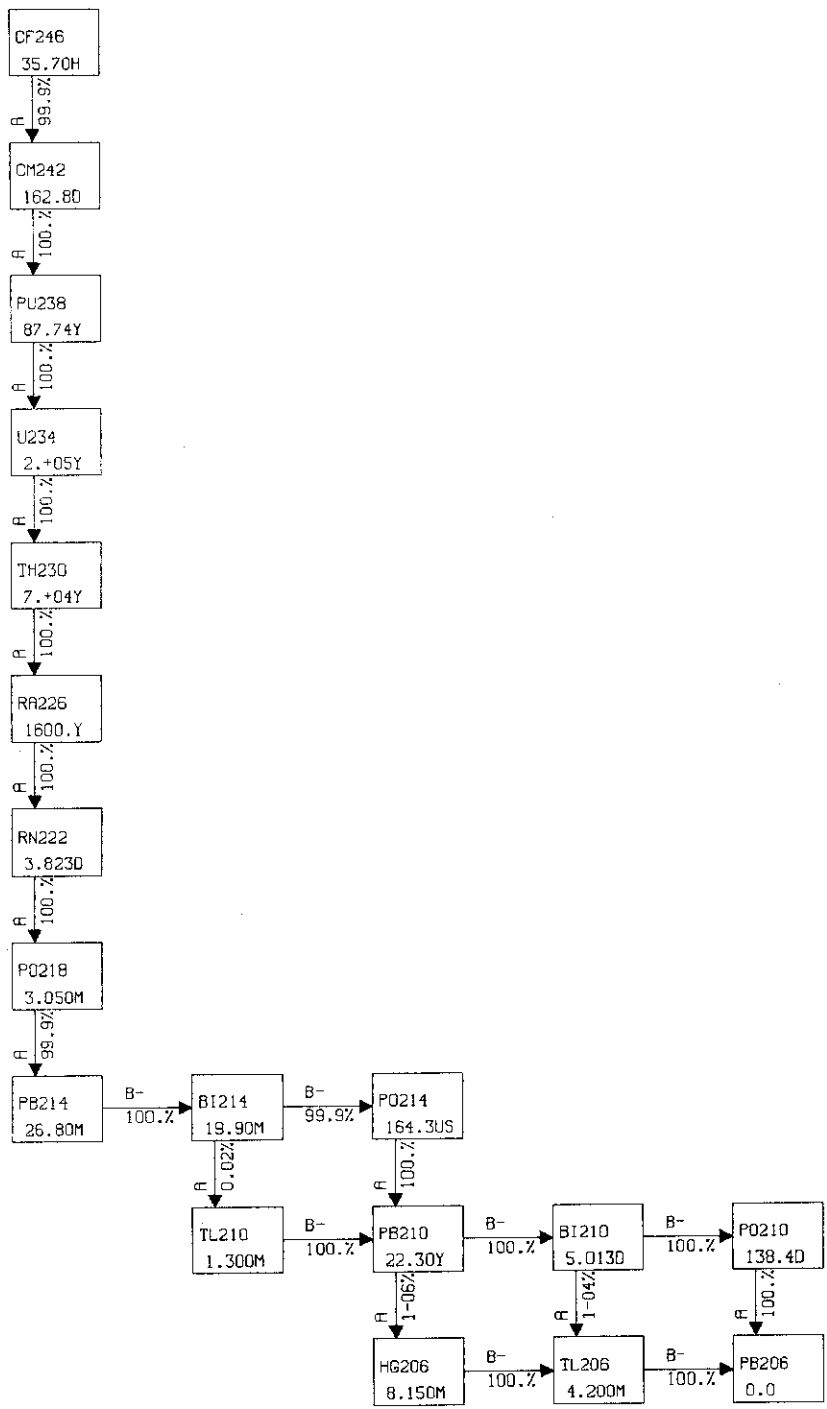 CF246
35.70H
A
99.9%
CM242
162.8D
A
100.%
PU238
87.74Y
A
100.%
U234
2.+05Y
A
100.%
TH230
7.+04Y
A
100.%
RA226
1600.Y
A
100.%
RN222
3.823D
A
100.%
PO218
3.050M
A
99.9%
PB214
26.80M
B-
100.%
BI214
19.90M
B-
99.9%
PO214
164.3US
A
0.02%
A
100.%
TL210
1.300M
B-
100.%
PB210
22.30Y
B-
100.%
BI210
5.013D
B-
100.%
PO210
138.4D
A
1-06%
A
1-04%
A
100.%
HG206
8.150M
B-
100.%
TL206
4.200M
B-
100.%
PB206
0.0